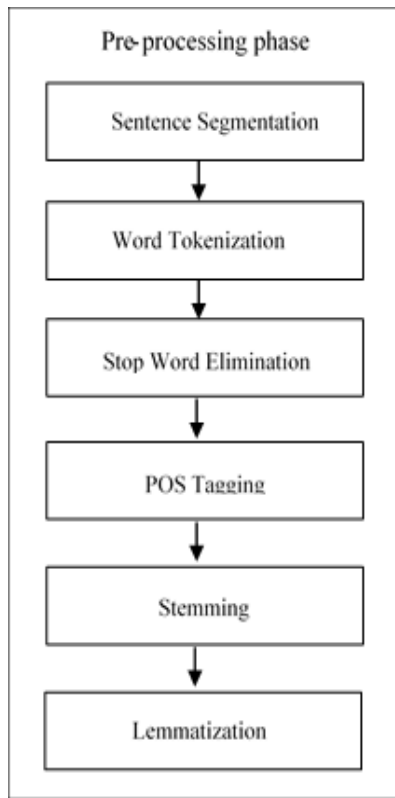 Pre-processing phase
Sentence Segmentation
Word Tokenization
Stop Word Elimination
POS Tagging
Stemming
Lemmatization